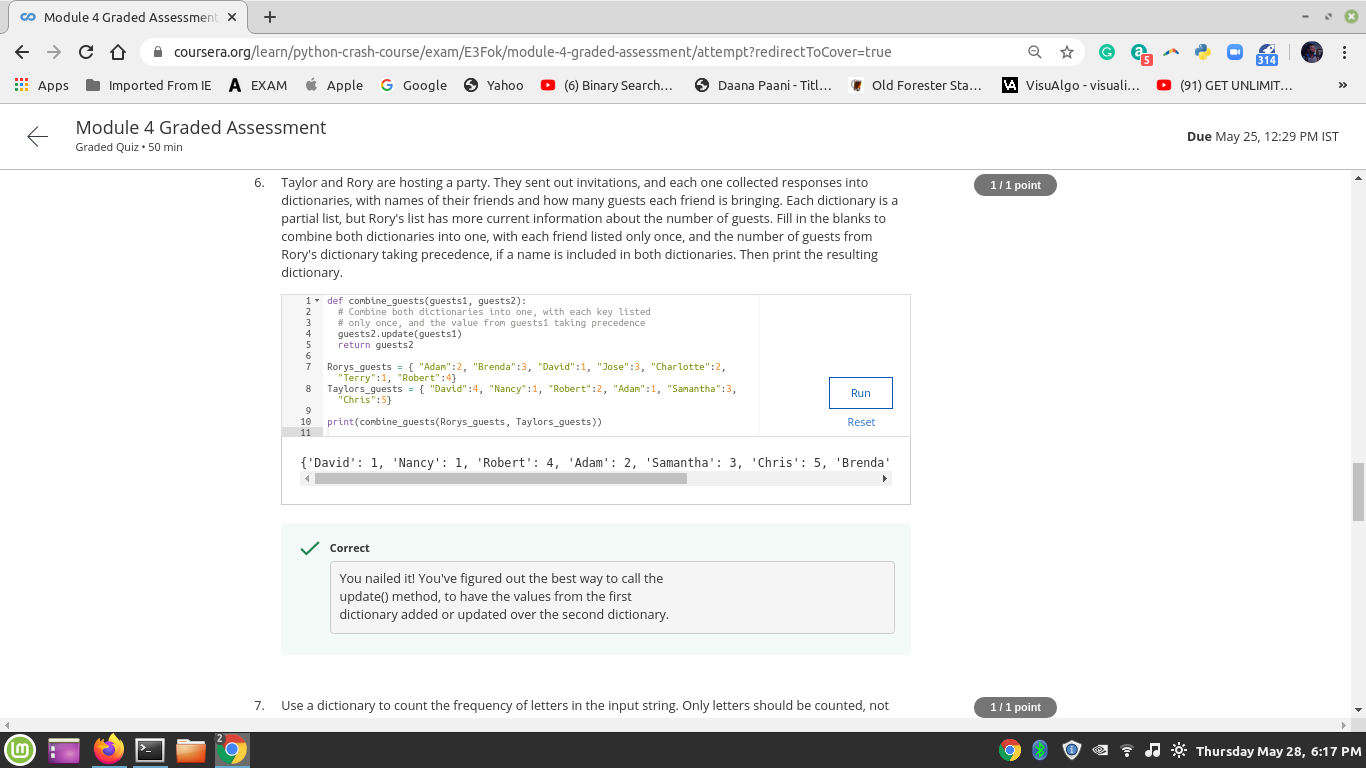 Module 4 Graded Assessment
coursera.org/learn/python-crash-course/exam/E3Fok/module-4-graded-assessment/attempt?redirectToCover=true
5
314
Apps Imported From IE EXAM Apple Google Yahoo (6) Binary Search... Daana Paani - Titl... Old Forester Sta... VisuAlgo - visuali... (91) GET UNLIMIT... »
Module 4 Graded Assessment
Graded Quiz • 50 min
Due May 25, 12:29 PM IST
6. Taylor and Rory are hosting a party. They sent out invitations, and each one collected responses into
dictionaries, with names of their friends and how many guests each friend is bringing. Each dictionary is a
partial list, but Rory's list has more current information about the number of guests. Fill in the blanks to
combine both dictionaries into one, with each friend listed only once, and the number of guests from
Rory's dictionary taking precedence, if a name is included in both dictionaries. Then print the resulting
dictionary.
1 / 1 point
1 def combine_guests(guests1, guests2):
2 # Combine both dictionaries into one, with each key listed
3 # only once, and the value from guests1 taking precedence
4 guests2.update(guests1)
5 return guests2
6
7 Rorys_guests = { "Adam":2, "Brenda":3, "David":1, "Jose":3, "Charlotte":2,
"Terry":1, "Robert":4}
8 Taylors_guests = { "David":4, "Nancy":1, "Robert":2, "Adam":1, "Samantha":3,
"Chris":5}
9
10 print(combine_guests(Rorys_guests, Taylors_guests))
11
Run
Reset
{'David': 1, 'Nancy': 1, 'Robert': 4, 'Adam': 2, 'Samantha': 3, 'Chris': 5, 'Brenda'
Correct
You nailed it! You've figured out the best way to call the
update() method, to have the values from the first
dictionary added or updated over the second dictionary.
7. Use a dictionary to count the frequency of letters in the input string. Only letters should be counted, not
1 / 1 point
2
Thursday May 28, 6:17 PM